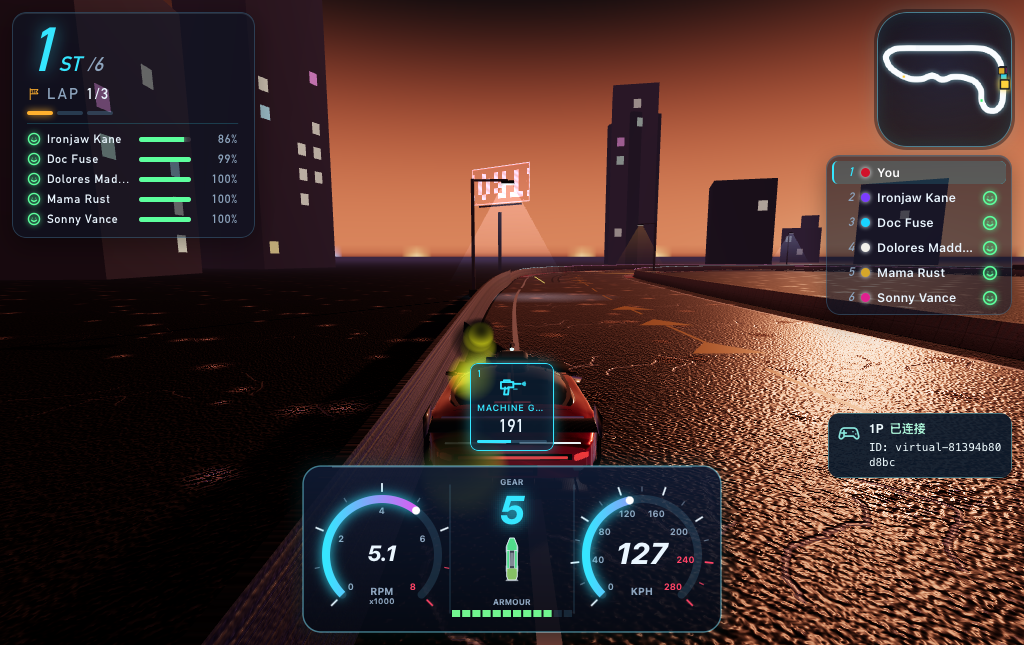 1 ST /6
LAP 1/3
Ironjaw Kane 86%
Doc Fuse 99%
Dolores Mad... 100%
Mama Rust 100%
Sonny Vance 100%
1 You
2 Ironjaw Kane
3 Doc Fuse
4 Dolores Madd...
5 Mama Rust
6 Sonny Vance
1P 已连接
ID: virtual-81394b80
d8bc
1
MACHINE G...
191
0 2 4 6 8
5.1
RPM
x1000
GEAR
5
ARMOUR
0 40 80 120 160 200 240 280
127
KPH